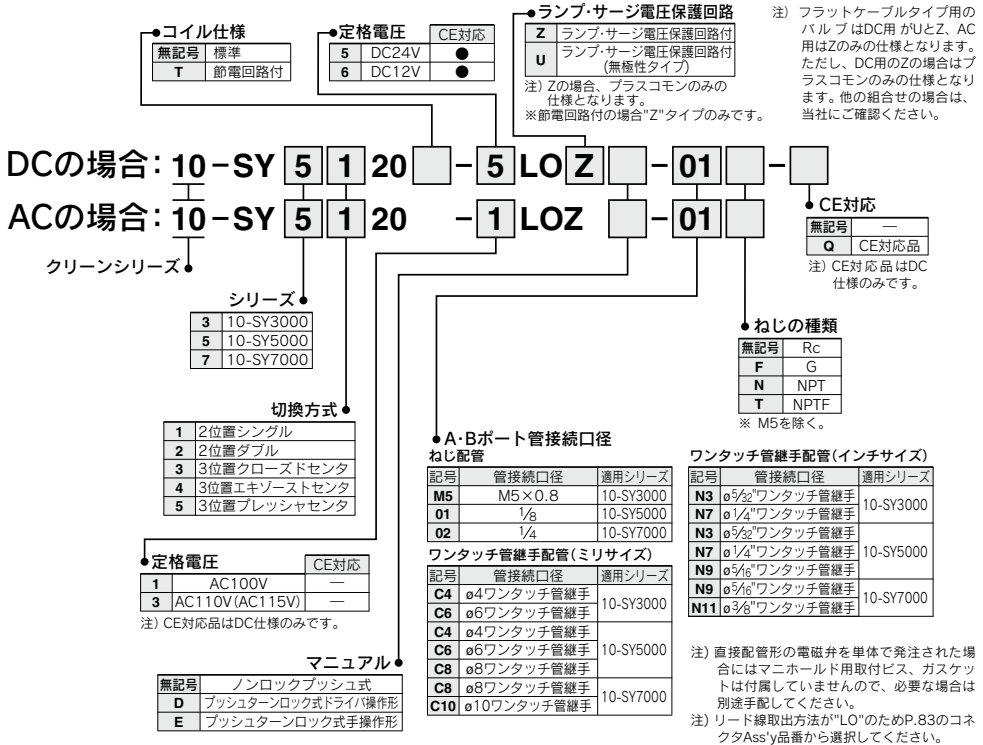 コイル仕様
無記号 標準
T 節電回路付
定格電圧 CE対応
5 DC24V ●
6 DC12V ●
ランプ・サージ電圧保護回路
Z ランプ・サージ電圧保護回路付
U ランプ・サージ電圧保護回路付
(無極性タイプ)
注) Zの場合、プラスコモンのみの
仕様となります。
※節電回路付の場合"Z"タイプのみです。
注) フラットケーブルタイプ用の
バルブはDC用がUとZ、AC
用はZのみの仕様となります。
ただし、DC用のZの場合はプ
ラスコモンのみの仕様となり
ます。他の組合せの場合は、
当社にご確認ください。
DCの場合: 10-SY 5 1 20 - 5 LO Z - 01 -
ACの場合: 10-SY 5 1 20 - 1 LOZ - 01
クリーンシリーズ
シリーズ
3 10-SY3000
5 10-SY5000
7 10-SY7000
切換方式
1 2位置シングル
2 2位置ダブル
3 3位置クローズドセンタ
4 3位置エキゾーストセンタ
5 3位置プレッシャセンタ
定格電圧 CE対応
1 AC100V —
3 AC110V(AC115V) —
注) CE対応品はDC仕様のみです。
マニュアル
無記号 ノンロックプッシュ式
D プッシュターンロック式ドライバ操作形
E プッシュターンロック式手操作形
CE対応
無記号 —
Q CE対応品
注) CE対応品はDC
仕様のみです。
ねじの種類
無記号 Rc
F G
N NPT
T NPTF
※ M5を除く。
A・Bポート管接続口径
ねじ配管
記号 管接続口径 適用シリーズ
M5 M5×0.8 10-SY3000
01 1/8 10-SY5000
02 1/4 10-SY7000
ワンタッチ管継手配管(ミリサイズ)
記号 管接続口径 適用シリーズ
C4 ø4ワンタッチ管継手 10-SY3000
C6 ø6ワンタッチ管継手
C4 ø4ワンタッチ管継手 10-SY5000
C6 ø6ワンタッチ管継手
C8 ø8ワンタッチ管継手
C8 ø8ワンタッチ管継手 10-SY7000
C10 ø10ワンタッチ管継手
ワンタッチ管継手配管(インチサイズ)
記号 管接続口径 適用シリーズ
N3 ø5/32"ワンタッチ管継手 10-SY3000
N7 ø1/4"ワンタッチ管継手
N3 ø5/32"ワンタッチ管継手 10-SY5000
N7 ø1/4"ワンタッチ管継手
N9 ø5/16"ワンタッチ管継手
N9 ø5/16"ワンタッチ管継手 10-SY7000
N11 ø3/8"ワンタッチ管継手
注) 直接配管形の電磁弁を単体で発注された場
合にはマニホールド用取付ビス、ガスケッ
トは付属していませんので、必要な場合は
別途手配してください。
注) リード線取出方法が"LO"のためP.83のコネ
クタAss'y品番から選択してください。